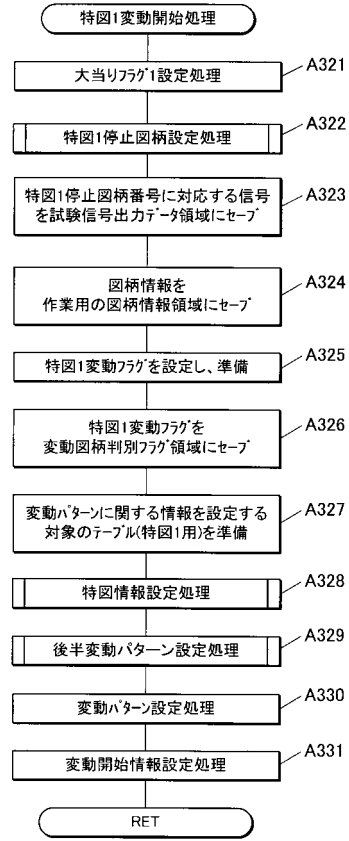 特図1変動開始処理
A321
大当りフラグ1設定処理
A322
特図1停止図柄設定処理
A323
特図1停止図柄番号に対応する信号
を試験信号出力データ領域にセーブ
A324
図柄情報を
作業用の図柄情報領域にセーブ
A325
特図1変動フラグを設定し、準備
A326
特図1変動フラグを
変動図柄判別フラグ領域にセーブ
A327
変動パターンに関する情報を設定する
対象のテーブル(特図1用)を準備
A328
特図情報設定処理
A329
後半変動パターン設定処理
A330
変動パターン設定処理
A331
変動開始情報設定処理
RET